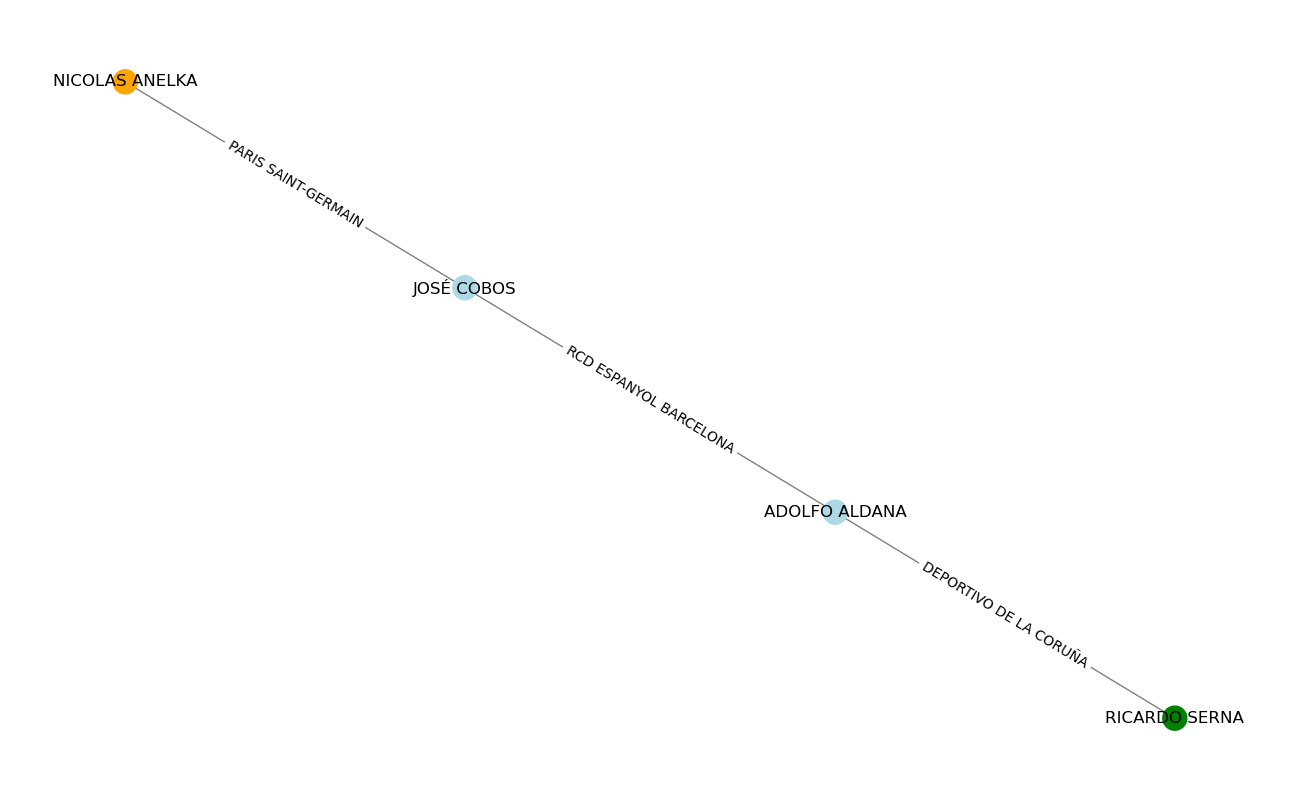 NICOLAS ANELKA
PARIS SAINT-GERMAIN
JOSÉ COBOS
RCD ESPANYOL BARCELONA
ADOLFO ALDANA
DEPORTIVO DE LA CORUÑA
RICARDO SERNA